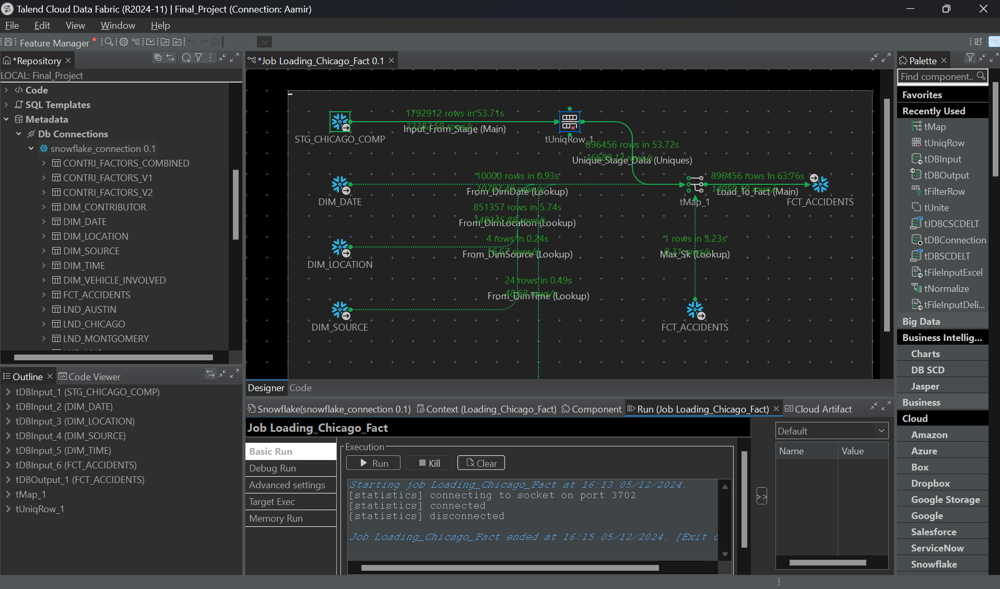 Talend Cloud Data Fabric (R2024-11) | Final_Project (Connection: Aamir)
File Edit View Window Help
Feature Manager
*Repository
LOCAL: Final_Project
Code
SQL Templates
Metadata
Db Connections
snowflake_connection 0.1
CONTRI_FACTORS_COMBINED
CONTRI_FACTORS_V1
CONTRI_FACTORS_V2
DIM_CONTRIBUTOR
DIM_DATE
DIM_LOCATION
DIM_SOURCE
DIM_TIME
DIM_VEHICLE_INVOLVED
FCT_ACCIDENTS
LND_AUSTIN
LND_CHICAGO
LND_MONTGOMERY
Outline Code Viewer
tDBInput_1 (STG_CHICAGO_COMP)
tDBInput_2 (DIM_DATE)
tDBInput_3 (DIM_LOCATION)
tDBInput_4 (DIM_SOURCE)
tDBInput_5 (DIM_TIME)
tDBInput_6 (FCT_ACCIDENTS)
tDBOutput_1 (FCT_ACCIDENTS)
tMap_1
tUniqRow_1
*Job Loading_Chicago_Fact 0.1
1792912 rows in 53.71s
33382.59 rows/s
Input_From_Stage (Main)
STG_CHICAGO_COMP
tUniqRow_1
896456 rows in 53.72s
16689.12 rows/s
Unique_Stage_Data (Uniques)
10000 rows in 0.93s
10787.49 rows/s
From_DimDate (Lookup)
DIM_DATE
896456 rows in 63.76s
14059.19 rows/s
Load_To_Fact (Main)
tMap_1
FCT_ACCIDENTS
851357 rows in 5.74s
148345.88 rows/s
From_DimLocation (Lookup)
4 rows in 0.24s
16.67 rows/s
From_DimSource (Lookup)
DIM_LOCATION
1 rows in 3.23s
0.31 rows/s
Max_Sk (Lookup)
24 rows in 0.49s
48.68 rows/s
From_DimTime (Lookup)
DIM_SOURCE
FCT_ACCIDENTS
Designer Code
Snowflake(snowflake_connection 0.1) Context (Loading_Chicago_Fact) Component Run (Job Loading_Chicago_Fact) Cloud Artifact
Job Loading_Chicago_Fact
Basic Run
Debug Run
Advanced settings
Target Exec
Memory Run
Execution
Run Kill Clear
Starting job Loading_Chicago_Fact at 16:13 05/12/2024.
[statistics] connecting to socket on port 3702
[statistics] connected
[statistics] disconnected
Job Loading_Chicago_Fact ended at 16:15 05/12/2024. [Exit c
>>
Default
Name Value
Palette
Find component..
Favorites
Recently Used
tMap
tUniqRow
tDBInput
tDBOutput
tFilterRow
tUnite
tJDBCSCDELT
tDBConnection
tDBSCDELT
tFileInputExcel
tNormalize
tFileInputDeli...
Big Data
Business Intellig...
Charts
DB SCD
Jasper
Business
Cloud
Amazon
Azure
Box
Dropbox
Google Storage
Google
Salesforce
ServiceNow
Snowflake